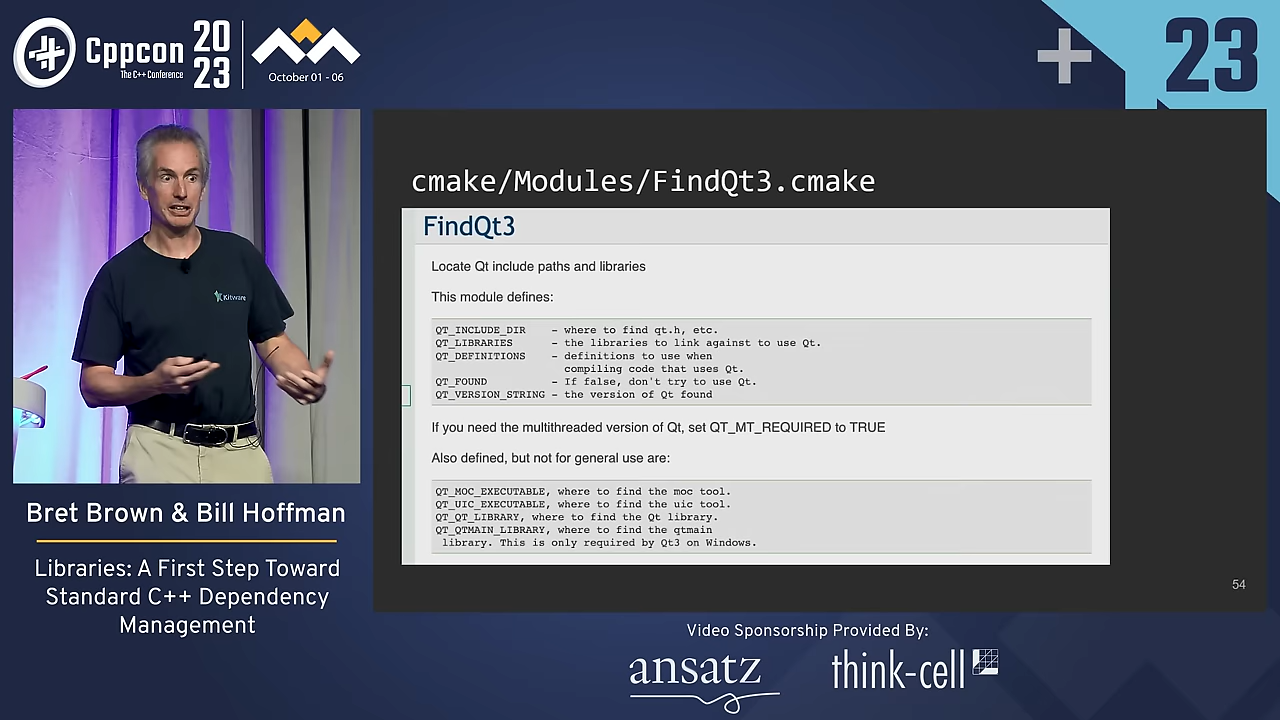 Cppcon
The C++ Conference
20
23
October 01 - 06
23
cmake/Modules/FindQt3.cmake
FindQt3
Locate Qt include paths and libraries
This module defines:
QT_INCLUDE_DIR    - where to find qt.h, etc.
QT_LIBRARIES      - the libraries to link against to use Qt.
QT_DEFINITIONS    - definitions to use when
                    compiling code that uses Qt.
QT_FOUND          - If false, don't try to use Qt.
QT_VERSION_STRING - the version of Qt found
If you need the multithreaded version of Qt, set QT_MT_REQUIRED to TRUE
Also defined, but not for general use are:
QT_MOC_EXECUTABLE, where to find the moc tool.
QT_UIC_EXECUTABLE, where to find the uic tool.
QT_QT_LIBRARY, where to find the Qt library.
QT_QTMAIN_LIBRARY, where to find the qtmain
 library. This is only required by Qt3 on Windows.
54
Kitware
Bret Brown & Bill Hoffman
Libraries: A First Step Toward
Standard C++ Dependency
Management
Video Sponsorship Provided By:
ansatz
think-cell